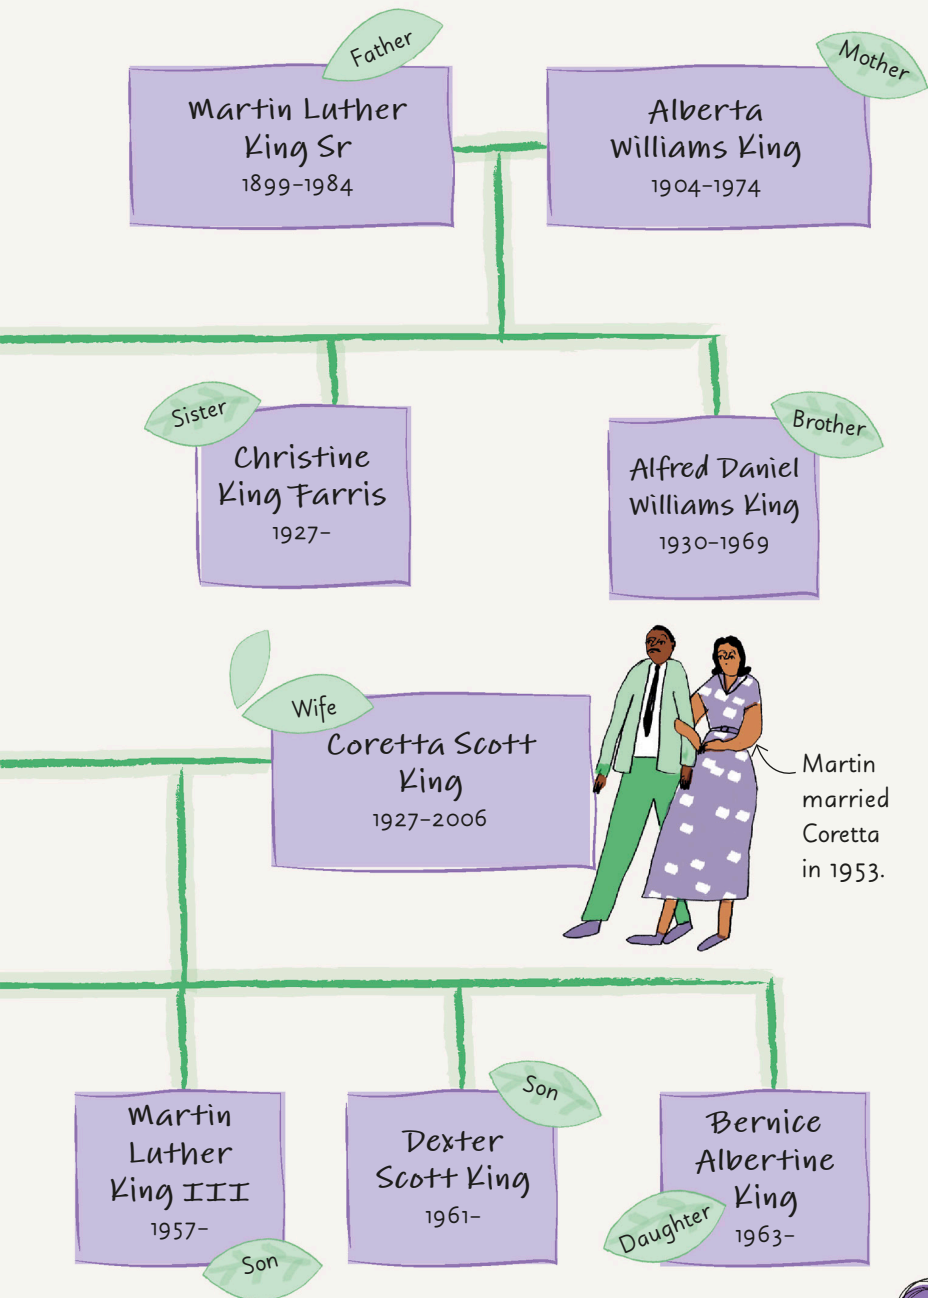 Father
Martin Luther
King Sr
1899–1984
Mother
Alberta
Williams King
1904–1974
Sister
Christine
King Farris
1927–
Brother
Alfred Daniel
Williams King
1930–1969
Wife
Coretta Scott
King
1927–2006
Martin
married
Coretta
in 1953.
Martin
Luther
King III
1957–
Son
Son
Dexter
Scott King
1961–
Bernice
Albertine
King
1963–
Daughter